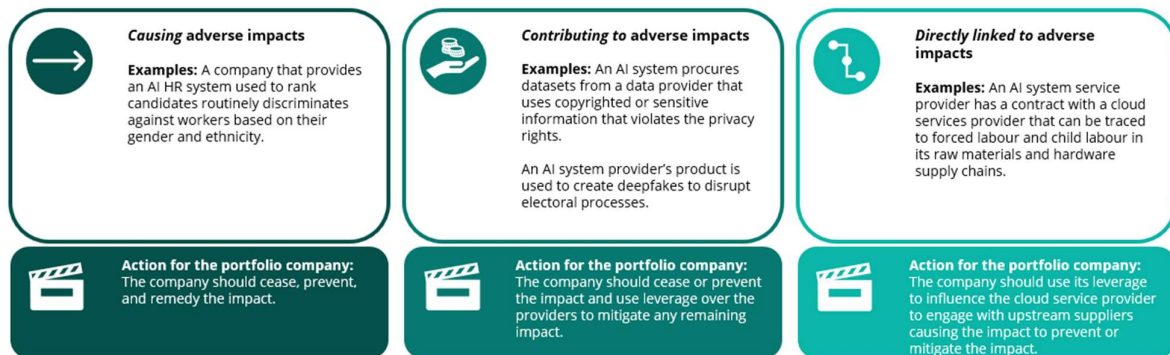 Causing adverse impacts
Examples: A company that provides
an AI HR system used to rank
candidates routinely discriminates
against workers based on their
gender and ethnicity.
Action for the portfolio company:
The company should cease, prevent,
and remedy the impact.
Contributing to adverse impacts
Examples: An AI system procures
datasets from a data provider that
uses copyrighted or sensitive
information that violates the privacy
rights.
An AI system provider’s product is
used to create deepfakes to disrupt
electoral processes.
Action for the portfolio company:
The company should cease or prevent
the impact and use leverage over the
providers to mitigate any remaining
impact.
Directly linked to adverse
impacts
Examples: An AI system service
provider has a contract with a cloud
services provider that can be traced
to forced labour and child labour in
its raw materials and hardware
supply chains.
Action for the portfolio company:
The company should use its leverage
to influence the cloud service provider
to engage with upstream suppliers
causing the impact to prevent or
mitigate the impact.